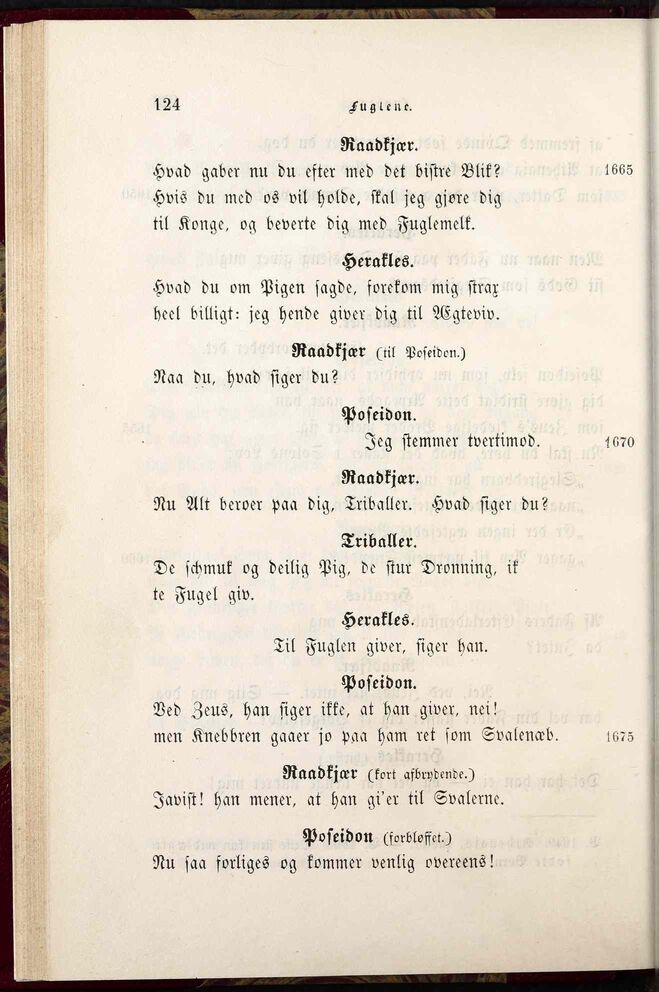 124 Fuglene.
Raadkjær.
Hvad gaber nu du efter med det bistre Blik? 1665
Hvis du med os vil holde, skal jeg gjøre dig
til Konge, og beverte dig med Fuglemelk.
Herakles.
Hvad du om Pigen sagde, forekom mig strax
heel billigt: jeg hende giver dig til Ægteviv.
Raadkjær (til Poseidon.)
Naa du, hvad siger du?
Poseidon.
Jeg stemmer tvertimod. 1670
Raadkjær.
Nu Alt beroer paa dig, Triballer. Hvad siger du?
Triballer.
De schmuk og deilig Pig, de stur Dronning, ik
te Fugel giv.
Herakles.
Til Fuglen giver, siger han.
Poseidon.
Ved Zeus, han siger ikke, at han giver, nei!
men Knebbren gaaer jo paa ham ret som Svalenæb. 1675
Raadkjær (kort afbrydende.)
Javist! han mener, at han gi'er til Svalerne.
Poseidon (forbløffet.)
Nu saa forliges og kommer venlig overeens!